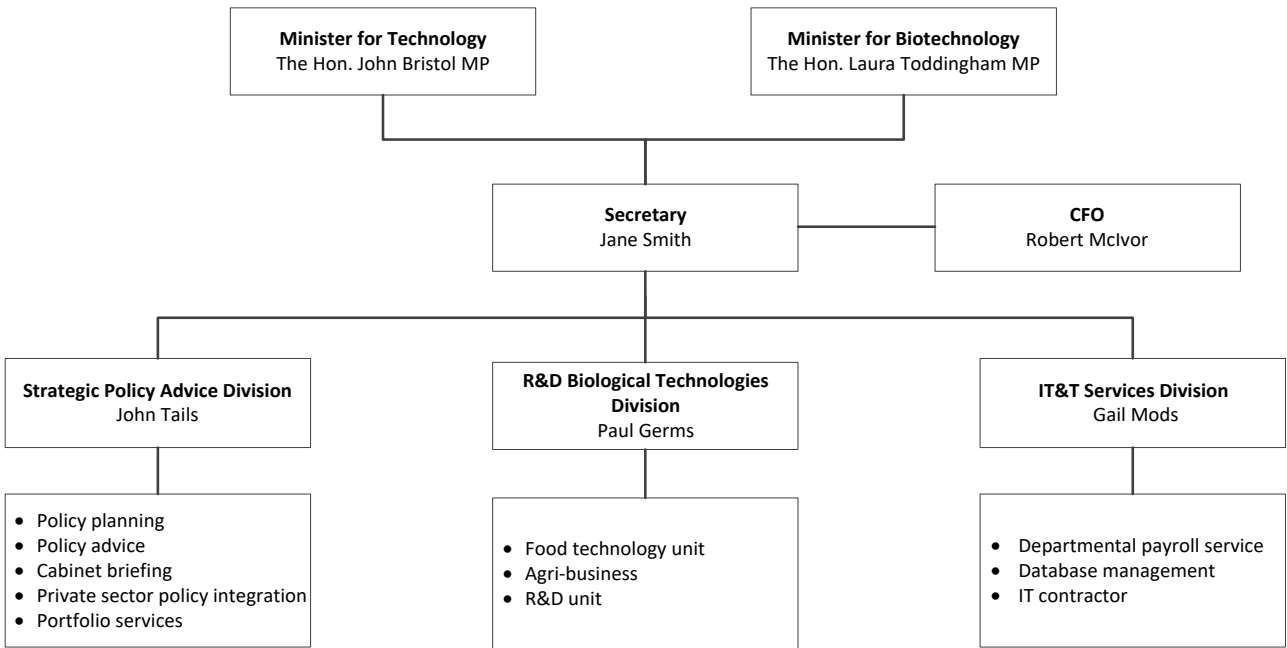 Minister for Technology
The Hon. John Bristol MP
Minister for Biotechnology
The Hon. Laura Toddingham MP
Secretary
Jane Smith
CFO
Robert McIvor
Strategic Policy Advice Division
John Tails
R&D Biological Technologies
Division
Paul Germs
IT&T Services Division
Gail Mods
• Policy planning
• Policy advice
• Cabinet briefing
• Private sector policy integration
• Portfolio services
• Food technology unit
• Agri-business
• R&D unit
• Departmental payroll service
• Database management
• IT contractor